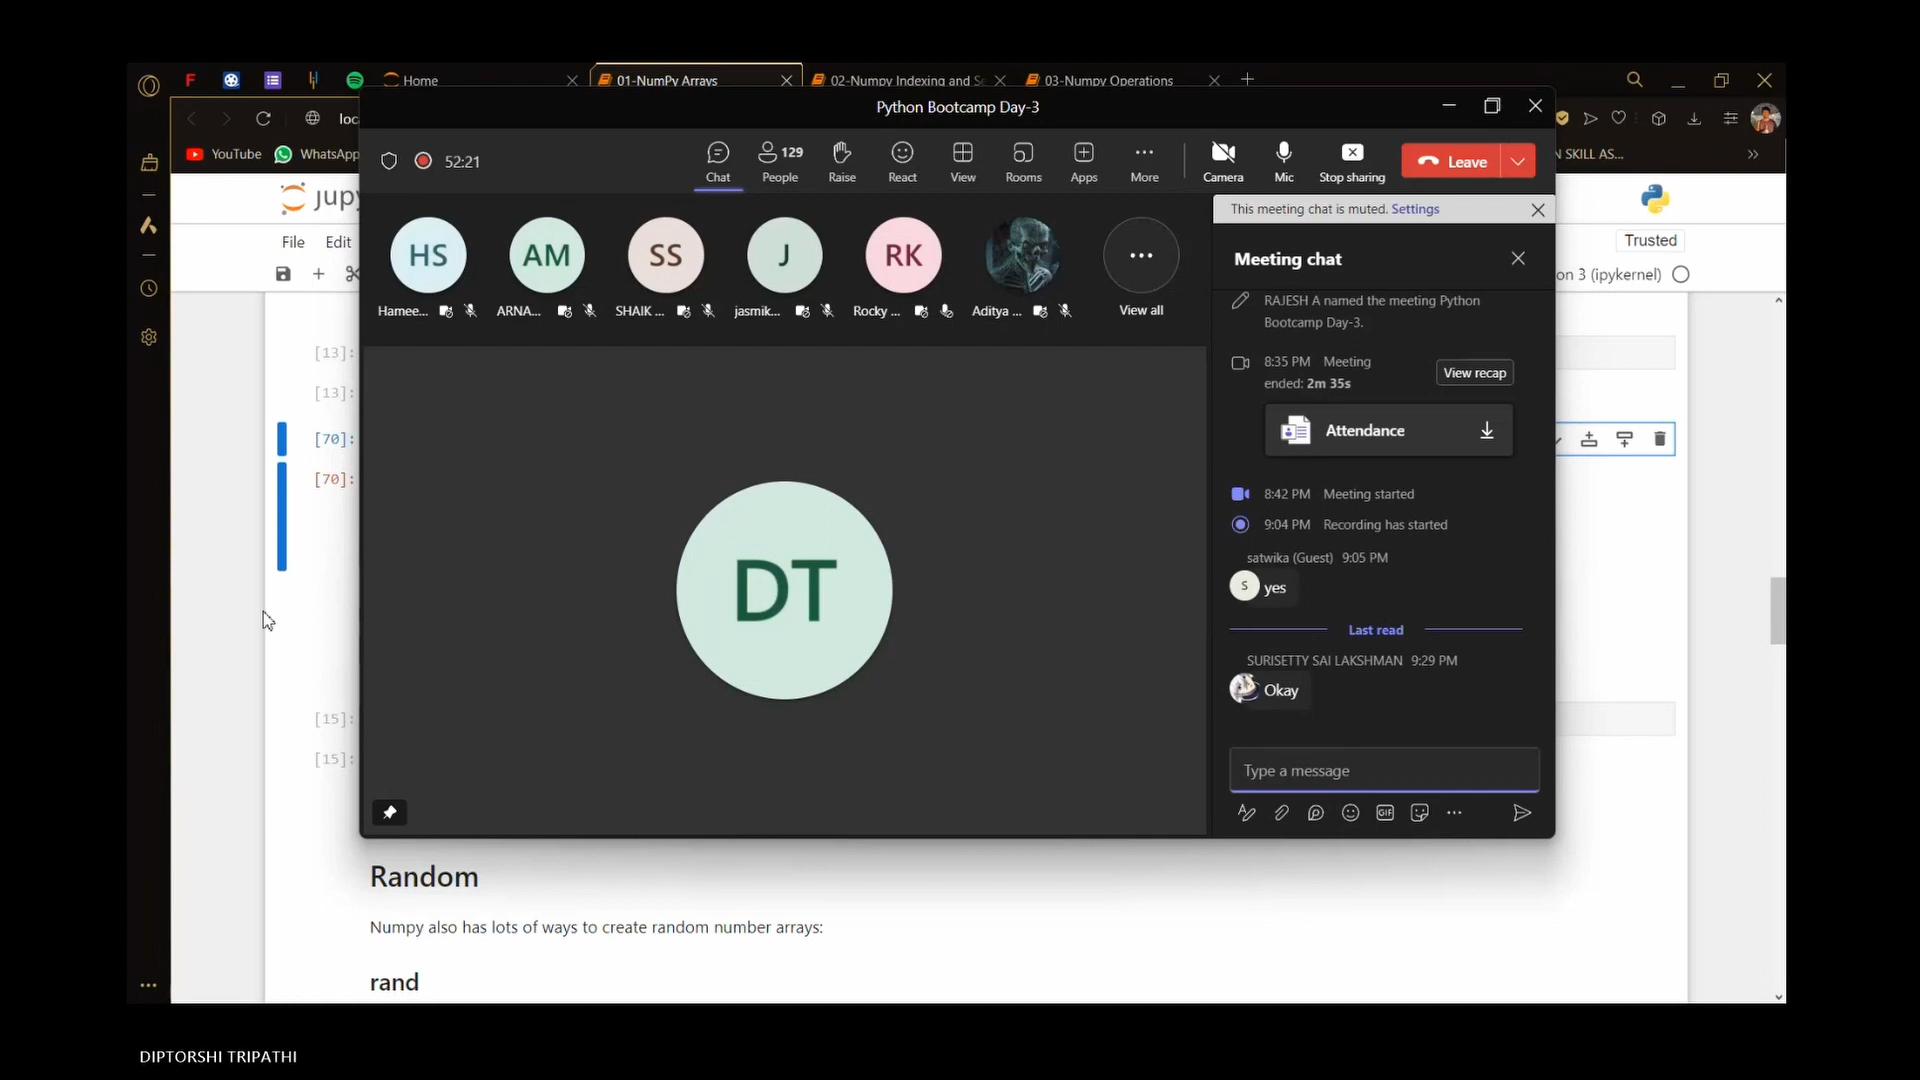 Home
01-NumPy Arrays
02-Numpy Indexing and Se
03-Numpy Operations
Python Bootcamp Day-3
loc
YouTube
WhatsApp
N SKILL AS...
52:21
Chat
129
People
Raise
React
View
Rooms
Apps
More
Camera
Mic
Stop sharing
Leave
jupy
File
Edit
Trusted
on 3 (ipykernel)
HS
AM
SS
J
RK
Hamee...
ARNA...
SHAIK ...
jasmik...
Rocky ...
Aditya ...
View all
This meeting chat is muted. Settings
Meeting chat
RAJESH A named the meeting Python
Bootcamp Day-3.
8:35 PM Meeting
ended: 2m 35s
View recap
Attendance
8:42 PM Meeting started
9:04 PM Recording has started
satwika (Guest) 9:05 PM
S
yes
Last read
SURISETTY SAI LAKSHMAN 9:29 PM
Okay
Type a message
GIF
DT
[13]:
[13]:
[70]:
[70]:
[15]:
[15]:
Random
Numpy also has lots of ways to create random number arrays:
rand
DIPTORSHI TRIPATHI